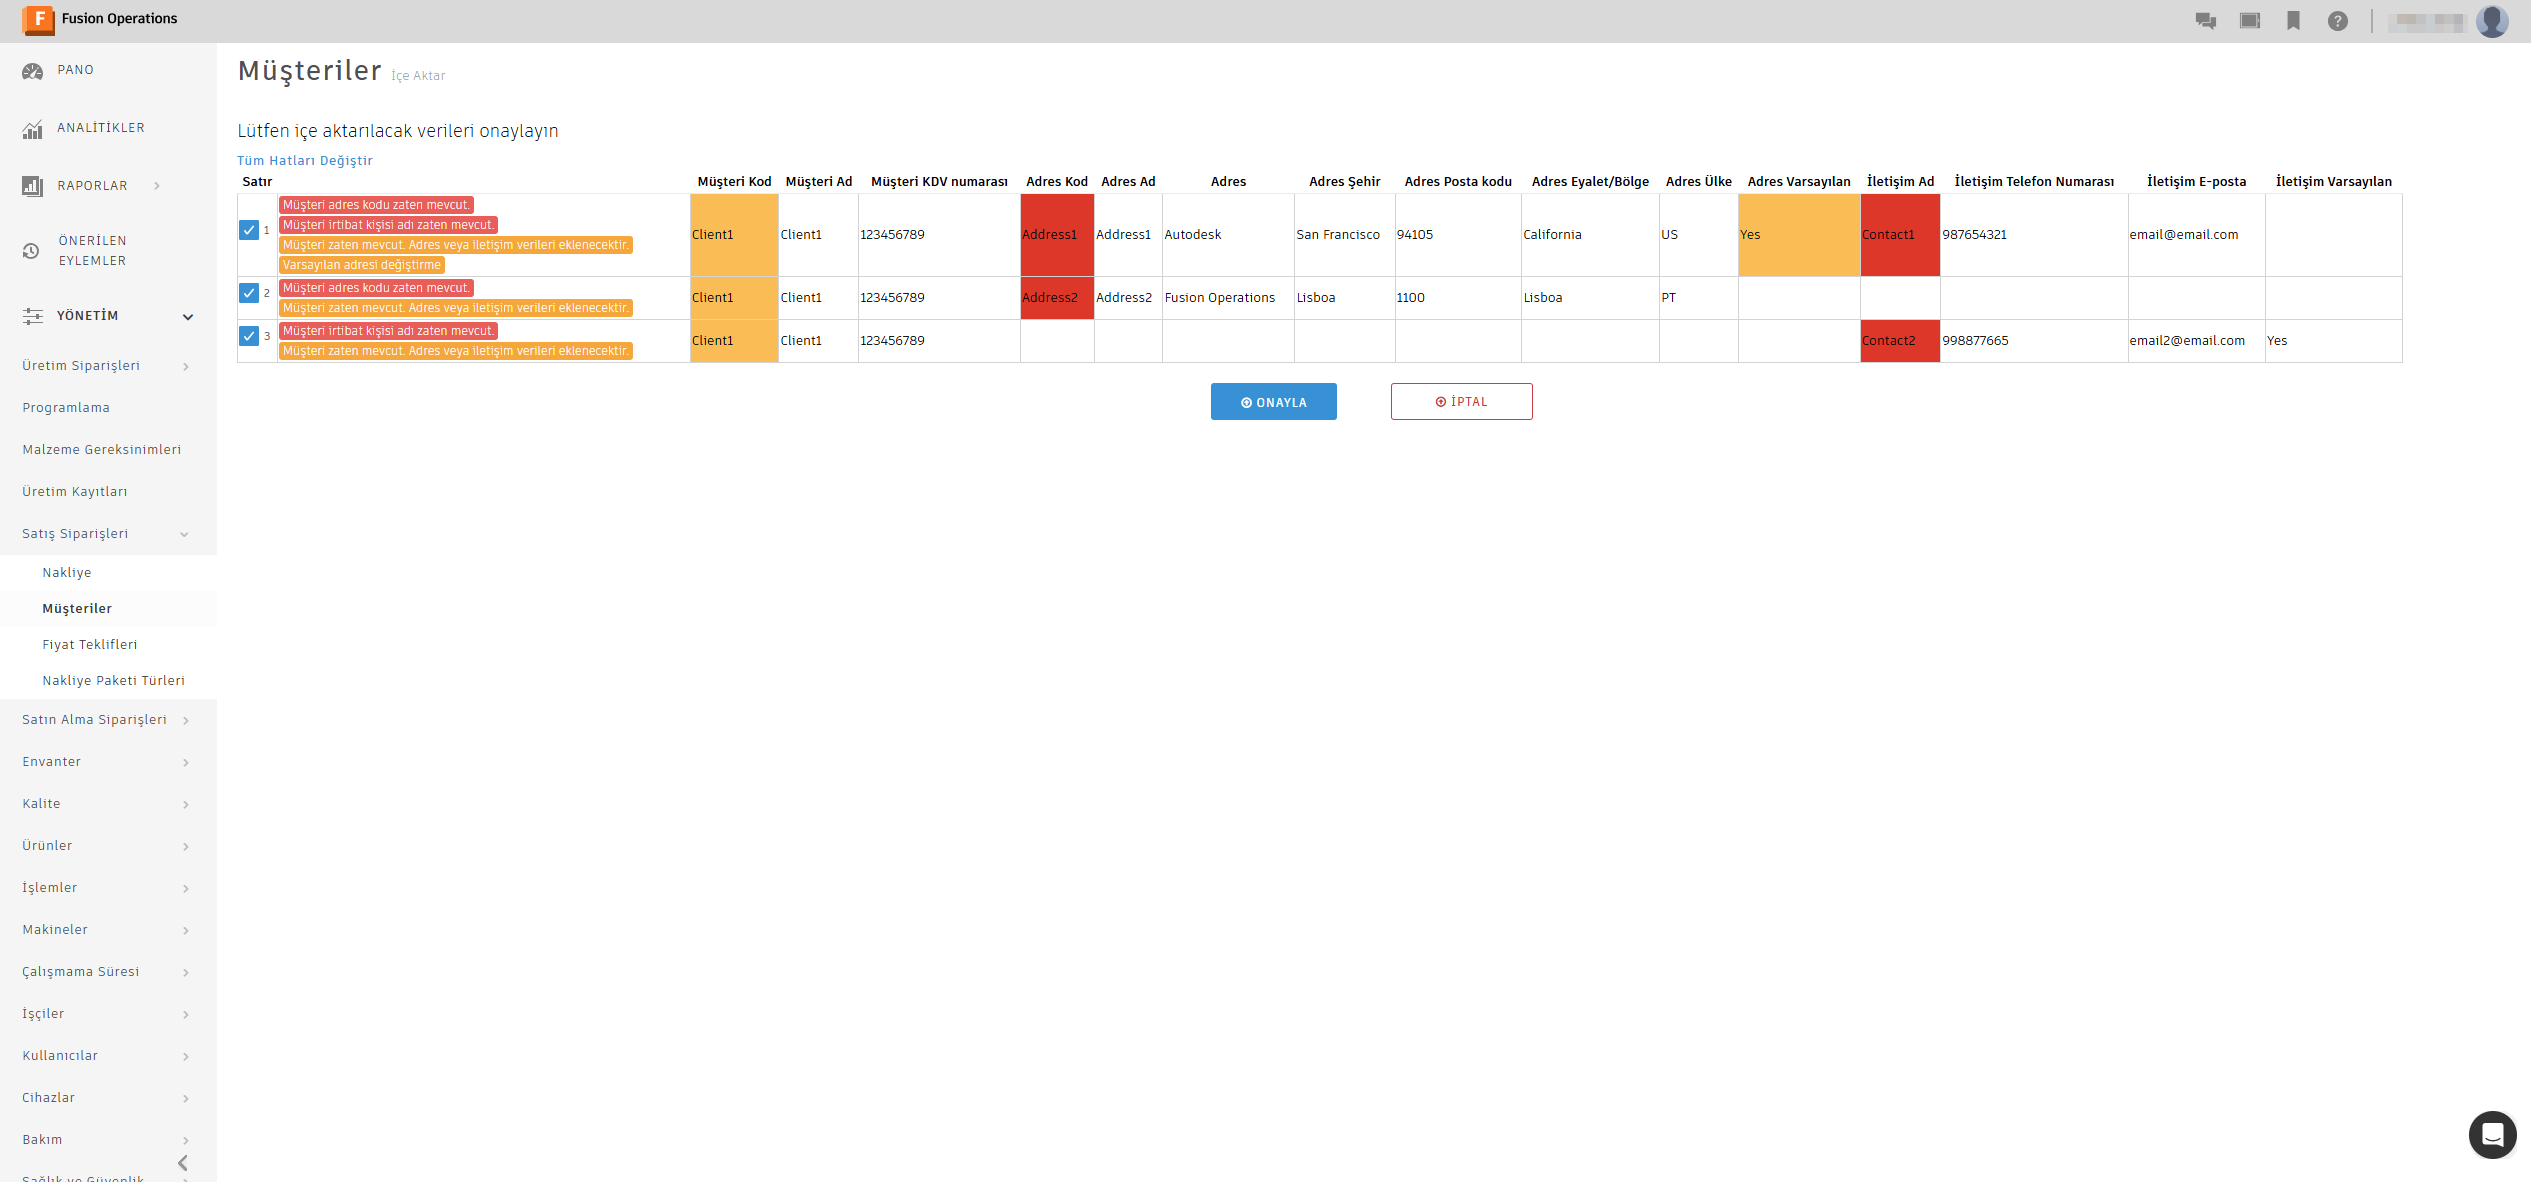 F Fusion Operations
PANO
ANALİTİKLER
RAPORLAR
ÖNERİLEN
EYLEMLER
YÖNETİM
Üretim Siparişleri
Programlama
Malzeme Gereksinimleri
Üretim Kayıtları
Satış Siparişleri
Nakliye
Müşteriler
Fiyat Teklifleri
Nakliye Paketi Türleri
Satın Alma Siparişleri
Envanter
Kalite
Ürünler
İşlemler
Makineler
Çalışmama Süresi
İşçiler
Kullanıcılar
Cihazlar
Bakım
Sağlık ve Güvenlik
Müşteriler İçe Aktar
Lütfen içe aktarılacak verileri onaylayın
Tüm Hatları Değiştir
Satır Müşteri Kod Müşteri Ad Müşteri KDV numarası Adres Kod Adres Ad Adres Adres Şehir Adres Posta kodu Adres Eyalet/Bölge Adres Ülke Adres Varsayılan İletişim Ad İletişim Telefon Numarası İletişim E-posta İletişim Varsayılan
Müşteri adres kodu zaten mevcut.
Müşteri irtibat kişisi adı zaten mevcut.
Müşteri zaten mevcut. Adres veya iletişim verileri eklenecektir.
Varsayılan adresi değiştirme
1 Client1 Client1 123456789 Address1 Address1 Autodesk San Francisco 94105 California US Yes Contact1 987654321 email@email.com
Müşteri adres kodu zaten mevcut.
Müşteri zaten mevcut. Adres veya iletişim verileri eklenecektir.
2 Client1 Client1 123456789 Address2 Address2 Fusion Operations Lisboa 1100 Lisboa PT
Müşteri irtibat kişisi adı zaten mevcut.
Müşteri zaten mevcut. Adres veya iletişim verileri eklenecektir.
3 Client1 Client1 123456789 Contact2 998877665 email2@email.com Yes
ONAYLA İPTAL